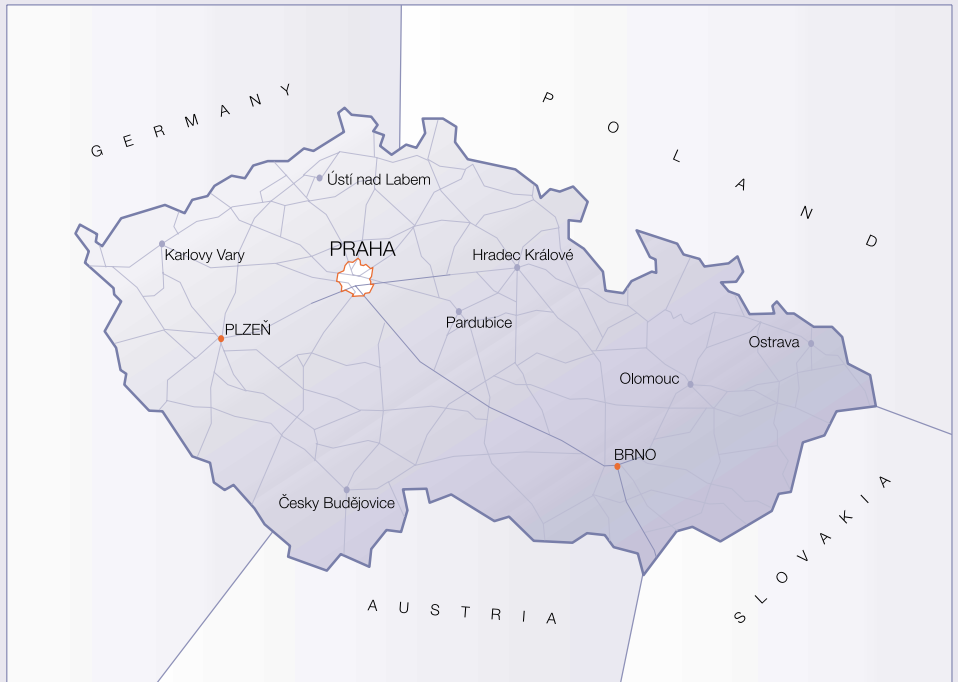 GERMANY
POLAND
Ústí nad Labem
PRAHA
Karlovy Vary
Hradec Králové
Pardubice
PLZEŇ
Ostrava
Olomouc
BRNO
Česky Budějovice
SLOVAKIA
AUSTRIA